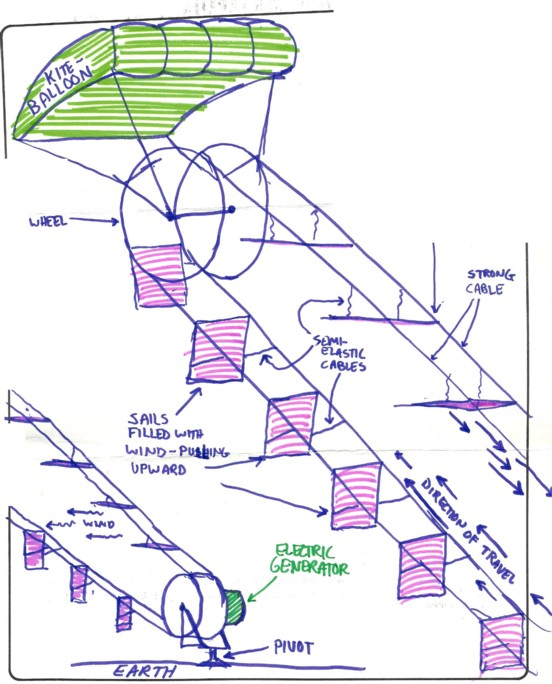 KITE-
BALLOON
WHEEL
STRONG
CABLE
SEMI-
ELASTIC
CABLES
SAILS
FILLED WITH
WIND-PUSHING
UPWARD
DIRECTION OF TRAVEL
WIND
ELECTRIC
GENERATOR
PIVOT
EARTH